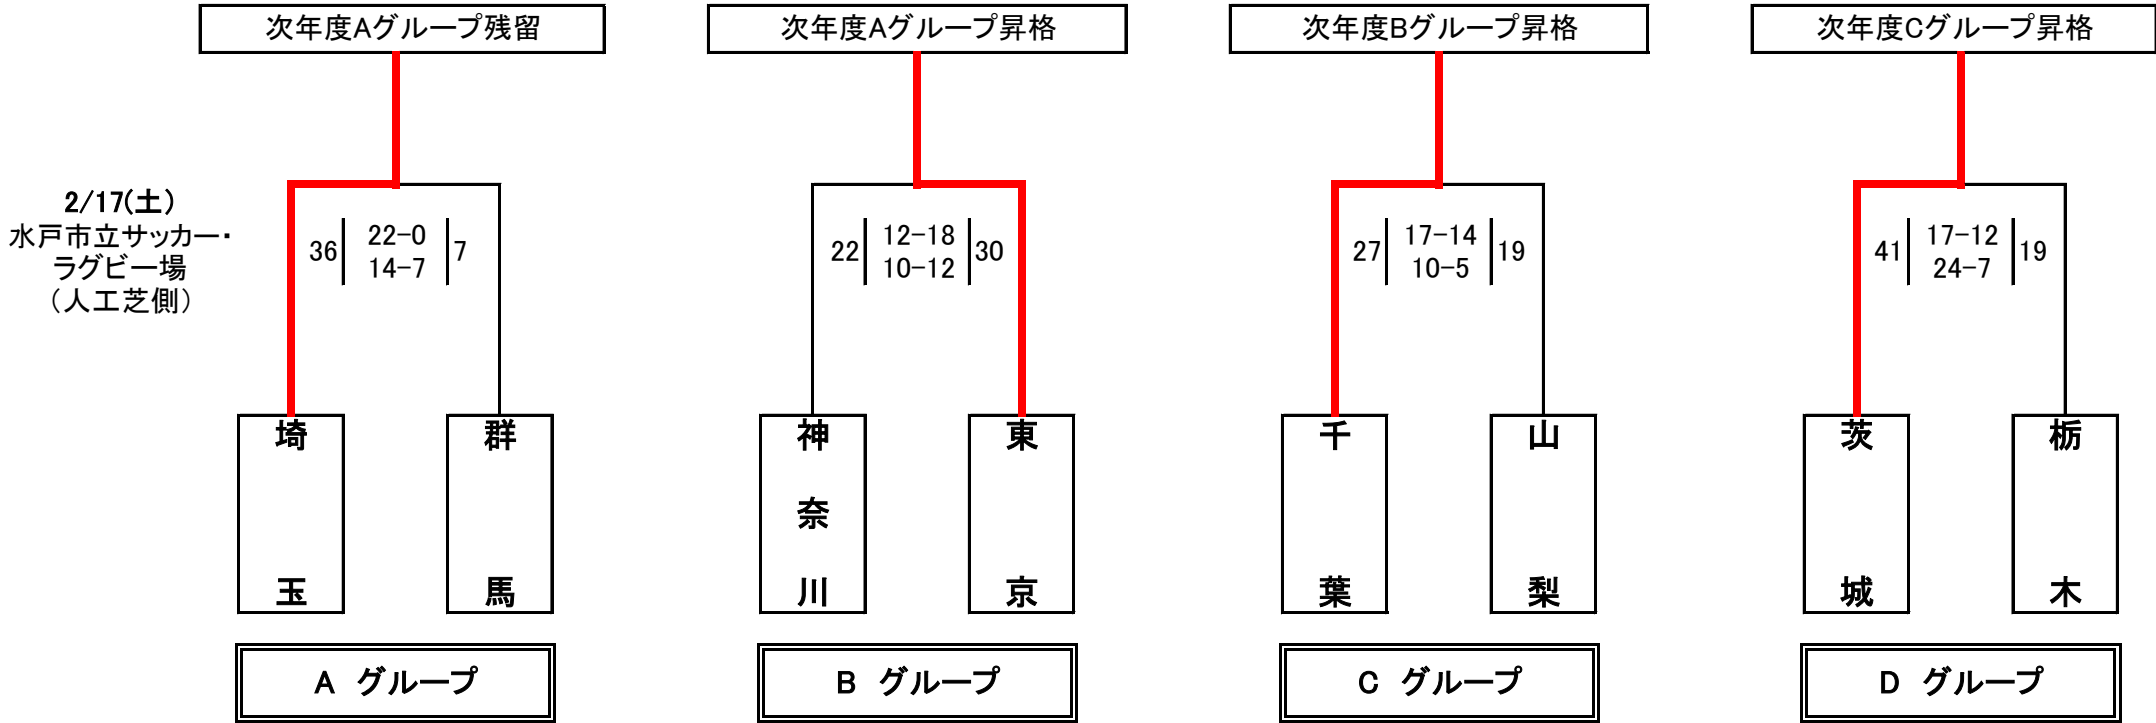 次年度Aグループ残留
次年度Aグループ昇格
次年度Bグループ昇格
次年度Cグループ昇格
2/17(土)
水戸市立サッカー・
ラグビー場
（人工芝側）
36
22−0
14−7
7
22
12−18
10−12
30
27
17−14
10−5
19
41
17−12
24−7
19
埼玉
群馬
神奈川
東京
千葉
山梨
茨城
栃木
A グループ
B グループ
C グループ
D グループ